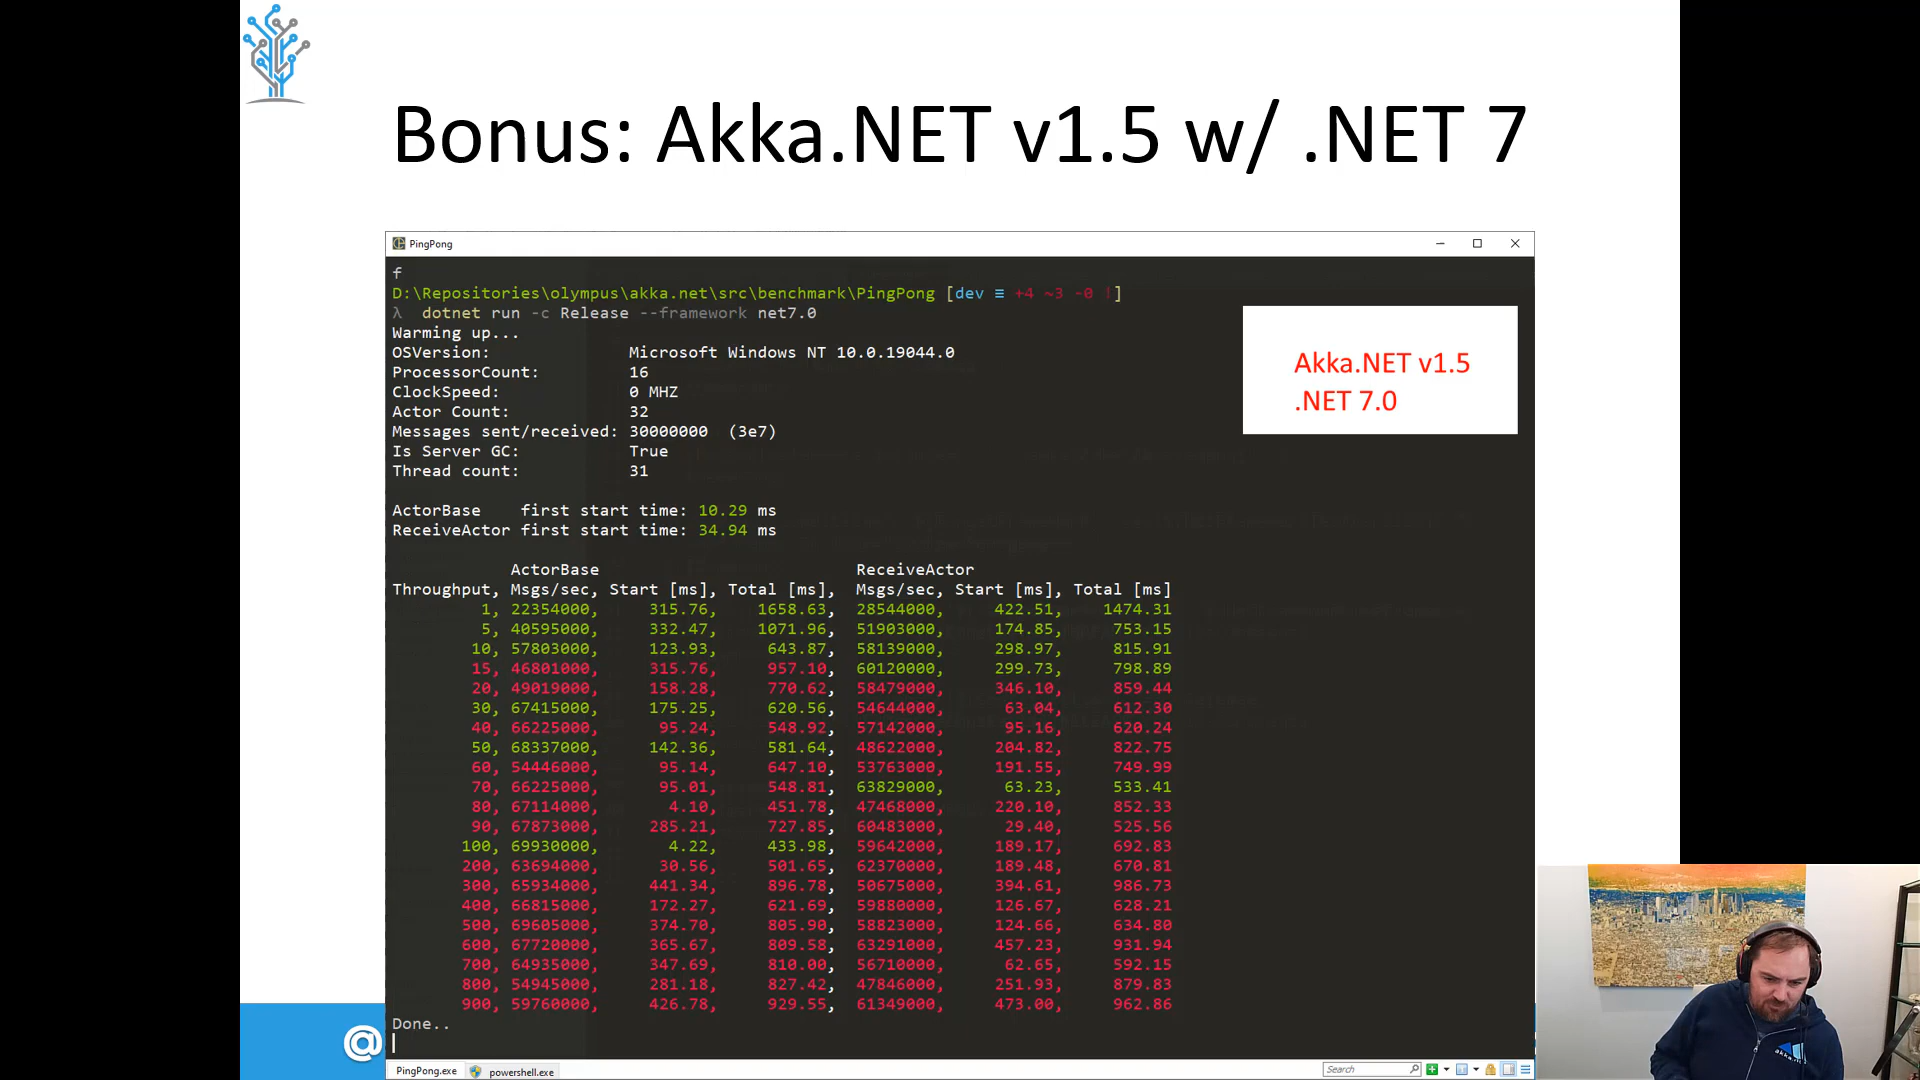 Bonus: Akka.NET v1.5 w/ .NET 7
PingPong
f
D:\Repositories\olympus\akka.net\src\benchmark\PingPong [dev ≡ +4 ~3 -0 !]
λ dotnet run -c Release --framework net7.0
Warming up...
OSVersion: Microsoft Windows NT 10.0.19044.0
ProcessorCount: 16
ClockSpeed: 0 MHZ
Actor Count: 32
Messages sent/received: 30000000 (3e7)
Is Server GC: True
Thread count: 31
Akka.NET v1.5
.NET 7.0
ActorBase first start time: 10.29 ms
ReceiveActor first start time: 34.94 ms
ActorBase ReceiveActor
Throughput, Msgs/sec, Start [ms], Total [ms], Msgs/sec, Start [ms], Total [ms]
1, 22354000, 315.76, 1658.63, 28544000, 422.51, 1474.31
5, 40595000, 332.47, 1071.96, 51903000, 174.85, 753.15
10, 57803000, 123.93, 643.87, 58139000, 298.97, 815.91
15, 46801000, 315.76, 957.10, 60120000, 299.73, 798.89
20, 49019000, 158.28, 770.62, 58479000, 346.10, 859.44
30, 67415000, 175.25, 620.56, 54644000, 63.04, 612.30
40, 66225000, 95.24, 548.92, 57142000, 95.16, 620.24
50, 68337000, 142.36, 581.64, 48622000, 204.82, 822.75
60, 54446000, 95.14, 647.10, 53763000, 191.55, 749.99
70, 66225000, 95.01, 548.81, 63829000, 63.23, 533.41
80, 67114000, 4.10, 451.78, 47468000, 220.10, 852.33
90, 67873000, 285.21, 727.85, 60483000, 29.40, 525.56
100, 69930000, 4.22, 433.98, 59642000, 189.17, 692.83
200, 63694000, 30.56, 501.65, 62370000, 189.48, 670.81
300, 65934000, 441.34, 896.78, 50675000, 394.61, 986.73
400, 66815000, 172.27, 621.69, 59880000, 126.67, 628.21
500, 69605000, 374.70, 805.90, 58823000, 124.66, 634.80
600, 67720000, 365.67, 809.58, 63291000, 457.23, 931.94
700, 64935000, 347.69, 810.00, 56710000, 62.65, 592.15
800, 54945000, 281.18, 827.42, 47846000, 251.93, 879.83
900, 59760000, 426.78, 929.55, 61349000, 473.00, 962.86
Done..
@
PingPong.exe powershell.exe Search